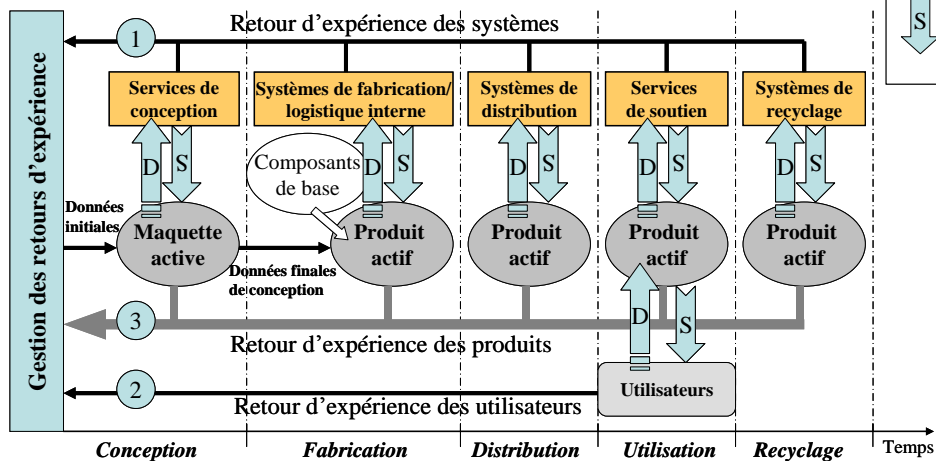 Gestion des retours d'expérience
Retour d'expérience des systèmes
1
S
Services de
conception
Systèmes de fabrication/
logistique interne
Systèmes de
distribution
Services
de soutien
Systèmes de
recyclage
D
S
D
S
D
S
D
S
D
S
Composants
de base
Données
initiales
Maquette
active
Données finales
de conception
Produit
actif
Produit
actif
Produit
actif
Produit
actif
D
S
3
Retour d'expérience des produits
2
Retour d'expérience des utilisateurs
Utilisateurs
Conception
Fabrication
Distribution
Utilisation
Recyclage
Temps